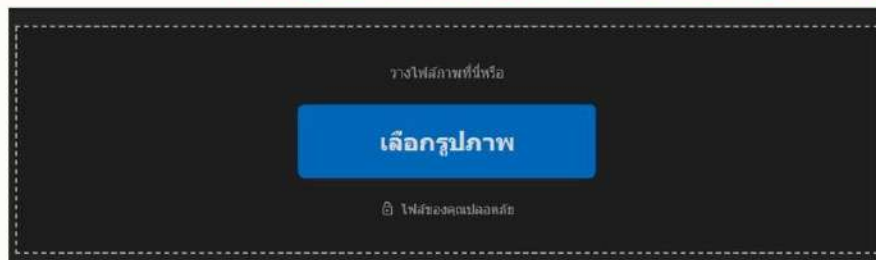 วางไฟล์ภาพที่นี่หรือ
เลือกรูปภาพ
ไฟล์ของคุณปลอดภัย